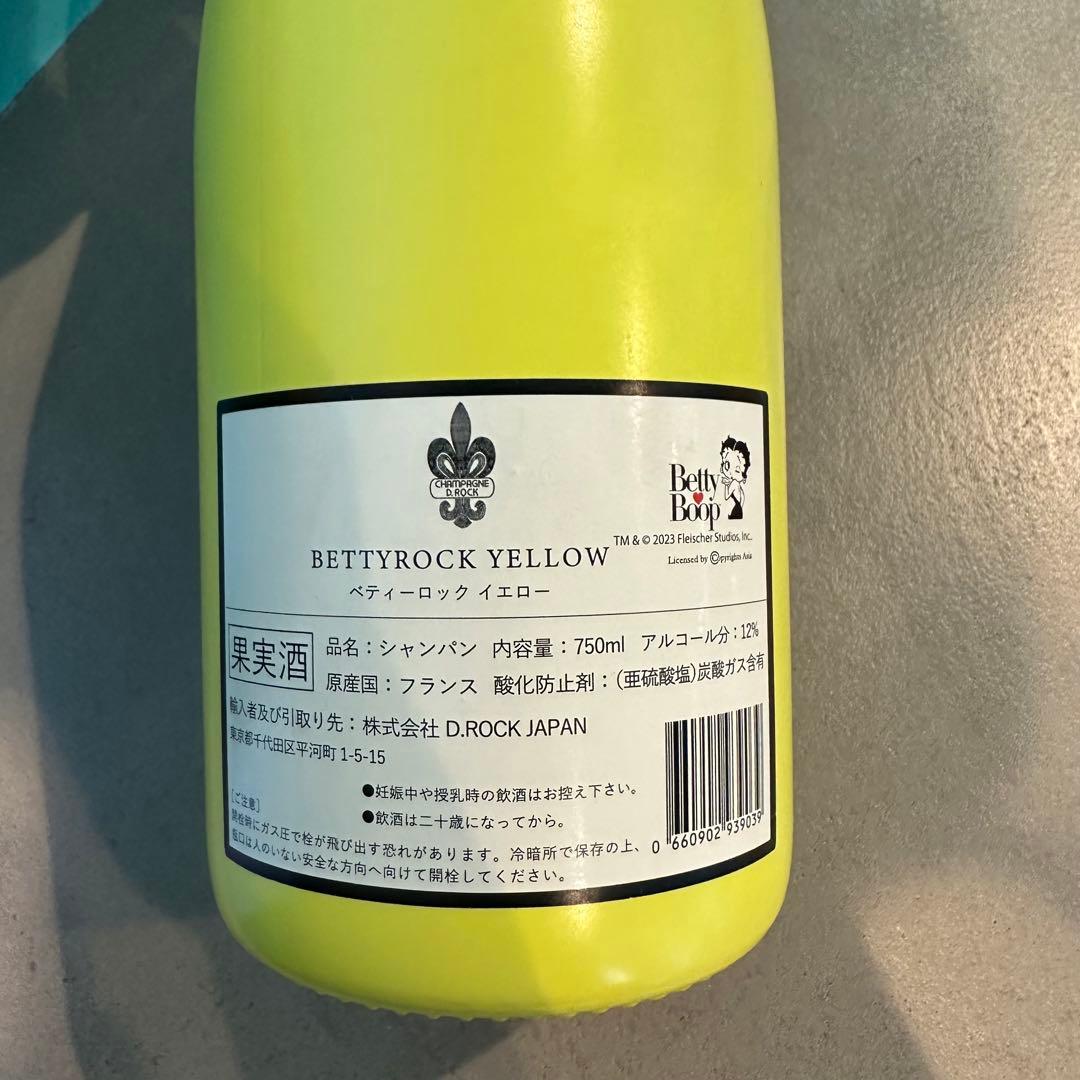 CHAMPAGNE
D.ROCK
Betty
Boop
TM & © 2023 Fleischer Studios, Inc.
Licensed by Copyrights Asia
BETTYROCK YELLOW
ベティーロック イエロー
果実酒
品名：シャンパン 内容量：750ml アルコール分：12%
原産国：フランス 酸化防止剤：（亜硫酸塩）炭酸ガス含有
輸入者及び引取り先：株式会社 D.ROCK JAPAN
東京都千代田区平河町 1-5-15
●妊娠中や授乳時の飲酒はお控え下さい。
●飲酒は二十歳になってから。
［ご注意］
開栓時にガス圧で栓が飛び出す恐れがあります。冷暗所で保存の上、
瓶口は人のいない安全な方向へ向けて開栓してください。
0 660902 939039